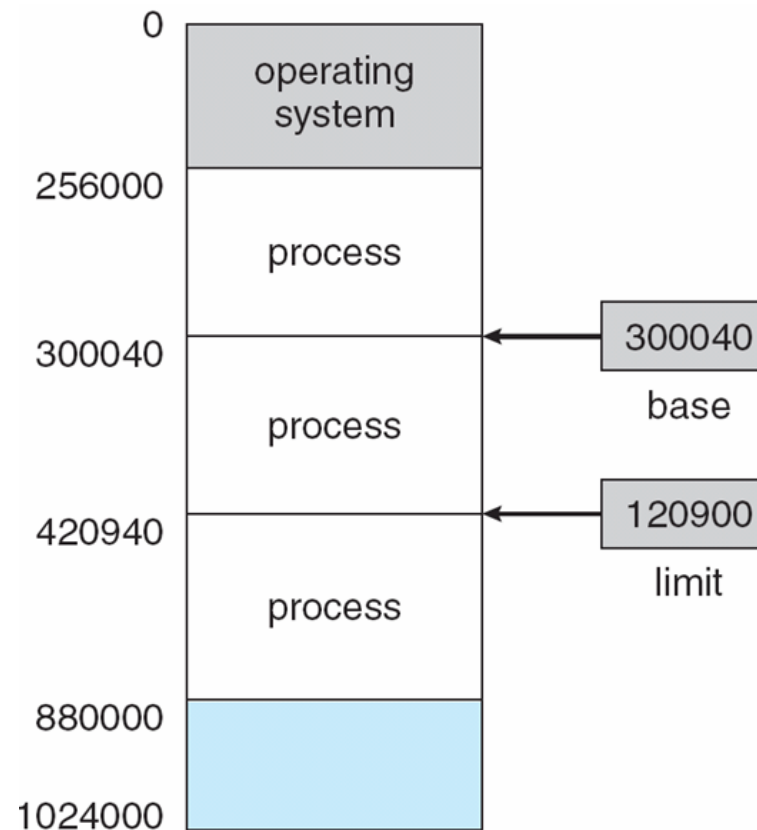 0
operating
system
256000
process
300040
300040
base
process
420940
120900
limit
process
880000
1024000